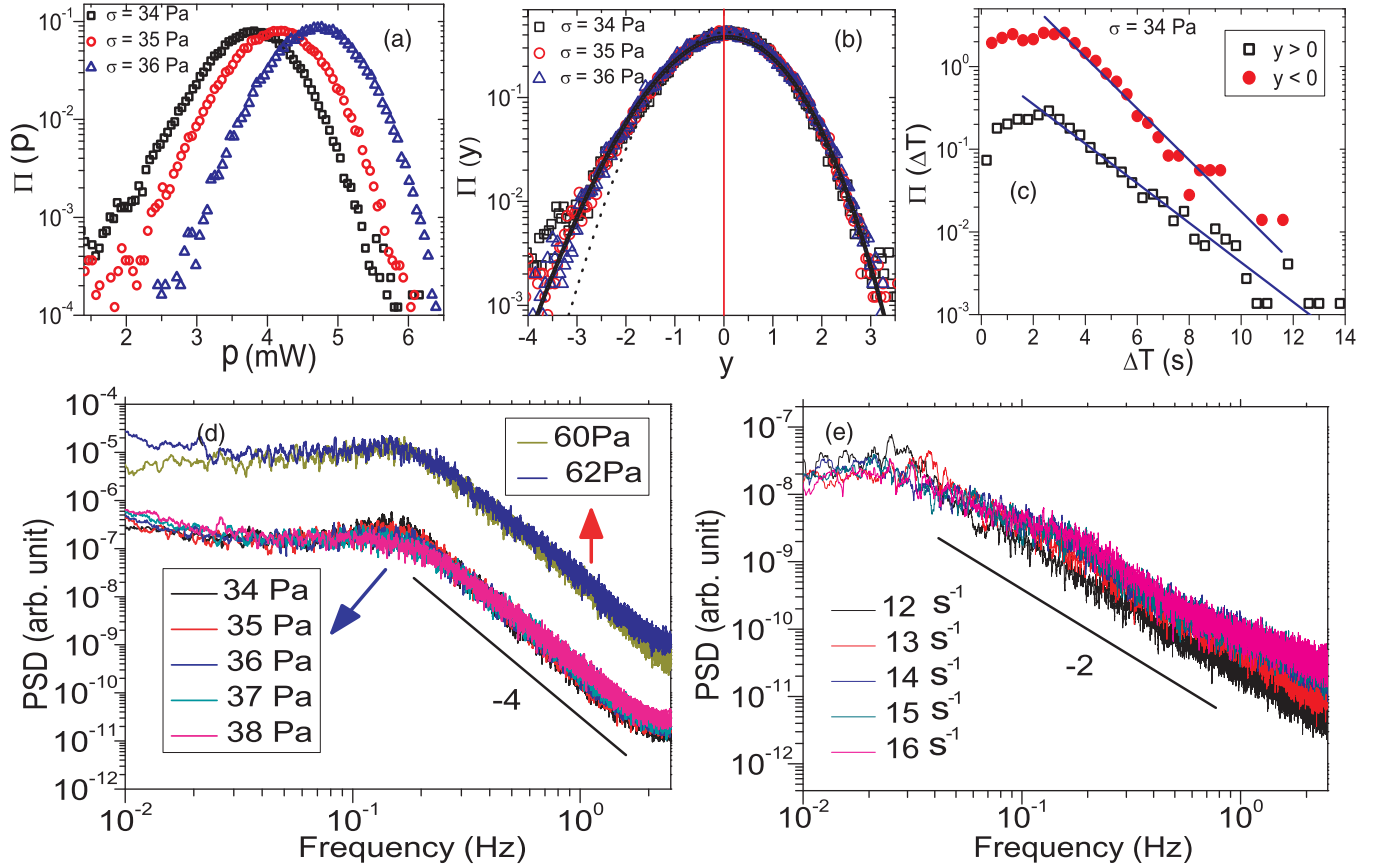 10⁻¹
10⁻²
10⁻³
10⁻⁴
Π (p)
σ = 34 Pa
σ = 35 Pa
σ = 36 Pa
(a)
2 3 4 5 6
p (mW)
10⁻¹
10⁻²
10⁻³
Π (y)
σ = 34 Pa
σ = 35 Pa
σ = 36 Pa
(b)
-4 -3 -2 -1 0 1 2 3
y
10⁰
10⁻¹
10⁻²
10⁻³
Π (ΔT)
σ = 34 Pa
y > 0
y < 0
(c)
0 2 4 6 8 10 12 14
ΔT (s)
10⁻⁴
10⁻⁵
10⁻⁶
10⁻⁷
10⁻⁸
10⁻⁹
10⁻¹⁰
10⁻¹¹
10⁻¹²
PSD (arb. unit)
(d)
60Pa
62Pa
34 Pa
35 Pa
36 Pa
37 Pa
38 Pa
-4
10⁻² 10⁻¹ 10⁰
Frequency (Hz)
10⁻⁷
10⁻⁸
10⁻⁹
10⁻¹⁰
10⁻¹¹
10⁻¹²
PSD (arb. unit)
(e)
12 s⁻¹
13 s⁻¹
14 s⁻¹
15 s⁻¹
16 s⁻¹
-2
10⁻² 10⁻¹ 10⁰
Frequency (Hz)